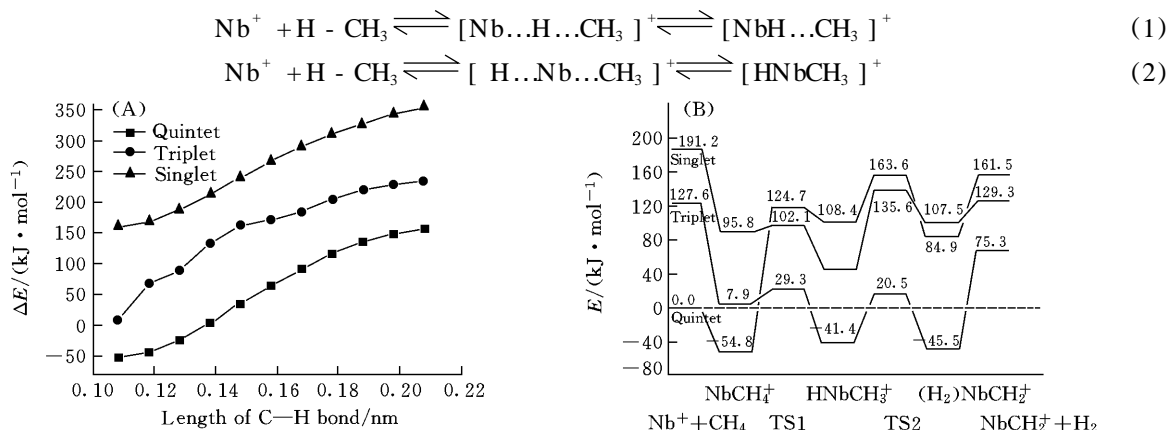 Nb⁺ + H - CH₃ ⇌ [Nb…H…CH₃]⁺ ⇌ [NbH…CH₃]⁺ (1)
Nb⁺ + H - CH₃ ⇌ [H…Nb…CH₃]⁺ ⇌ [HNbCH₃]⁺ (2)
(A)
Quintet
Triplet
Singlet
350
300
250
200
150
100
50
0
−50
ΔE/(kJ·mol⁻¹)
0.10 0.12 0.14 0.16 0.18 0.20 0.22
Length of C—H bond/nm
(B)
200
160
120
80
40
0
−40
−80
E/(kJ·mol⁻¹)
191.2
Singlet
127.6
Triplet
0.0
Quintet
95.8
7.9
−54.8
124.7
102.1
29.3
108.4
−41.4
163.6
135.6
20.5
107.5
84.9
−45.5
161.5
129.3
75.3
NbCH₄⁺ HNbCH₃⁺ (H₂)NbCH₂⁺
Nb⁺+CH₄ TS1 TS2 NbCH₂⁺+H₂